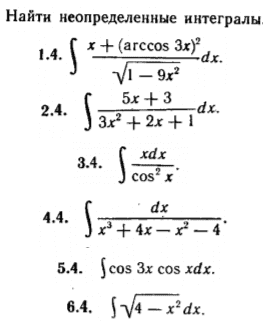 Найти неопределенные интегралы.
1.4. ∫ x + (arccos 3x)² / √(1 − 9x²) dx.
2.4. ∫ 5x + 3 / 3x² + 2x + 1 dx.
3.4. ∫ xdx / cos² x.
4.4. ∫ dx / x³ + 4x − x² − 4.
5.4. ∫cos 3x cos xdx.
6.4. ∫√(4 − x²)dx.